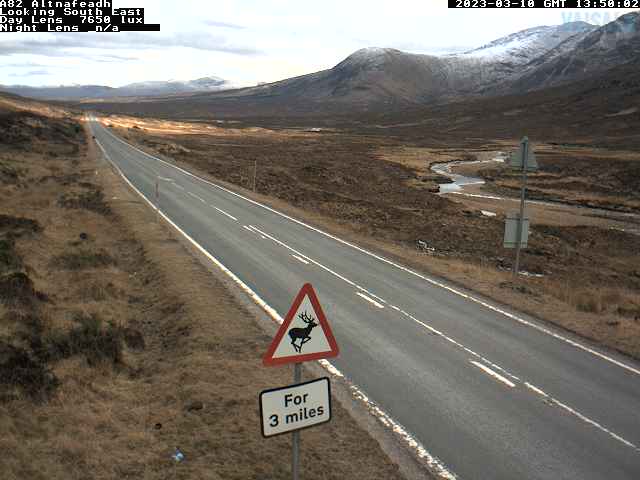 A82 Altnafeadh
Looking South East
Day Lens 7650 lux
Night Lens n/a
2023-03-10 GMT 13:50:02
VAISALA
For
3 miles